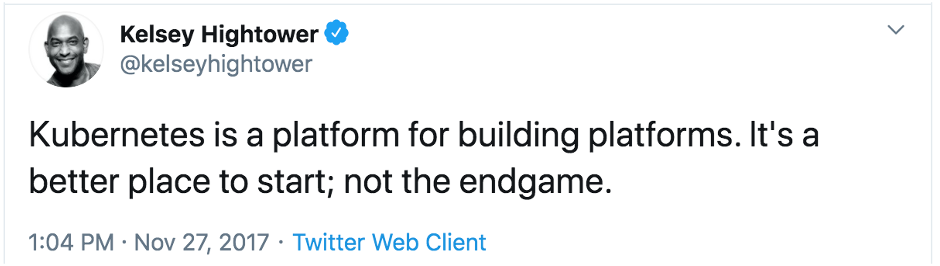 Kelsey Hightower
@kelseyhightower
Kubernetes is a platform for building platforms. It's a
better place to start; not the endgame.
1:04 PM · Nov 27, 2017 · Twitter Web Client